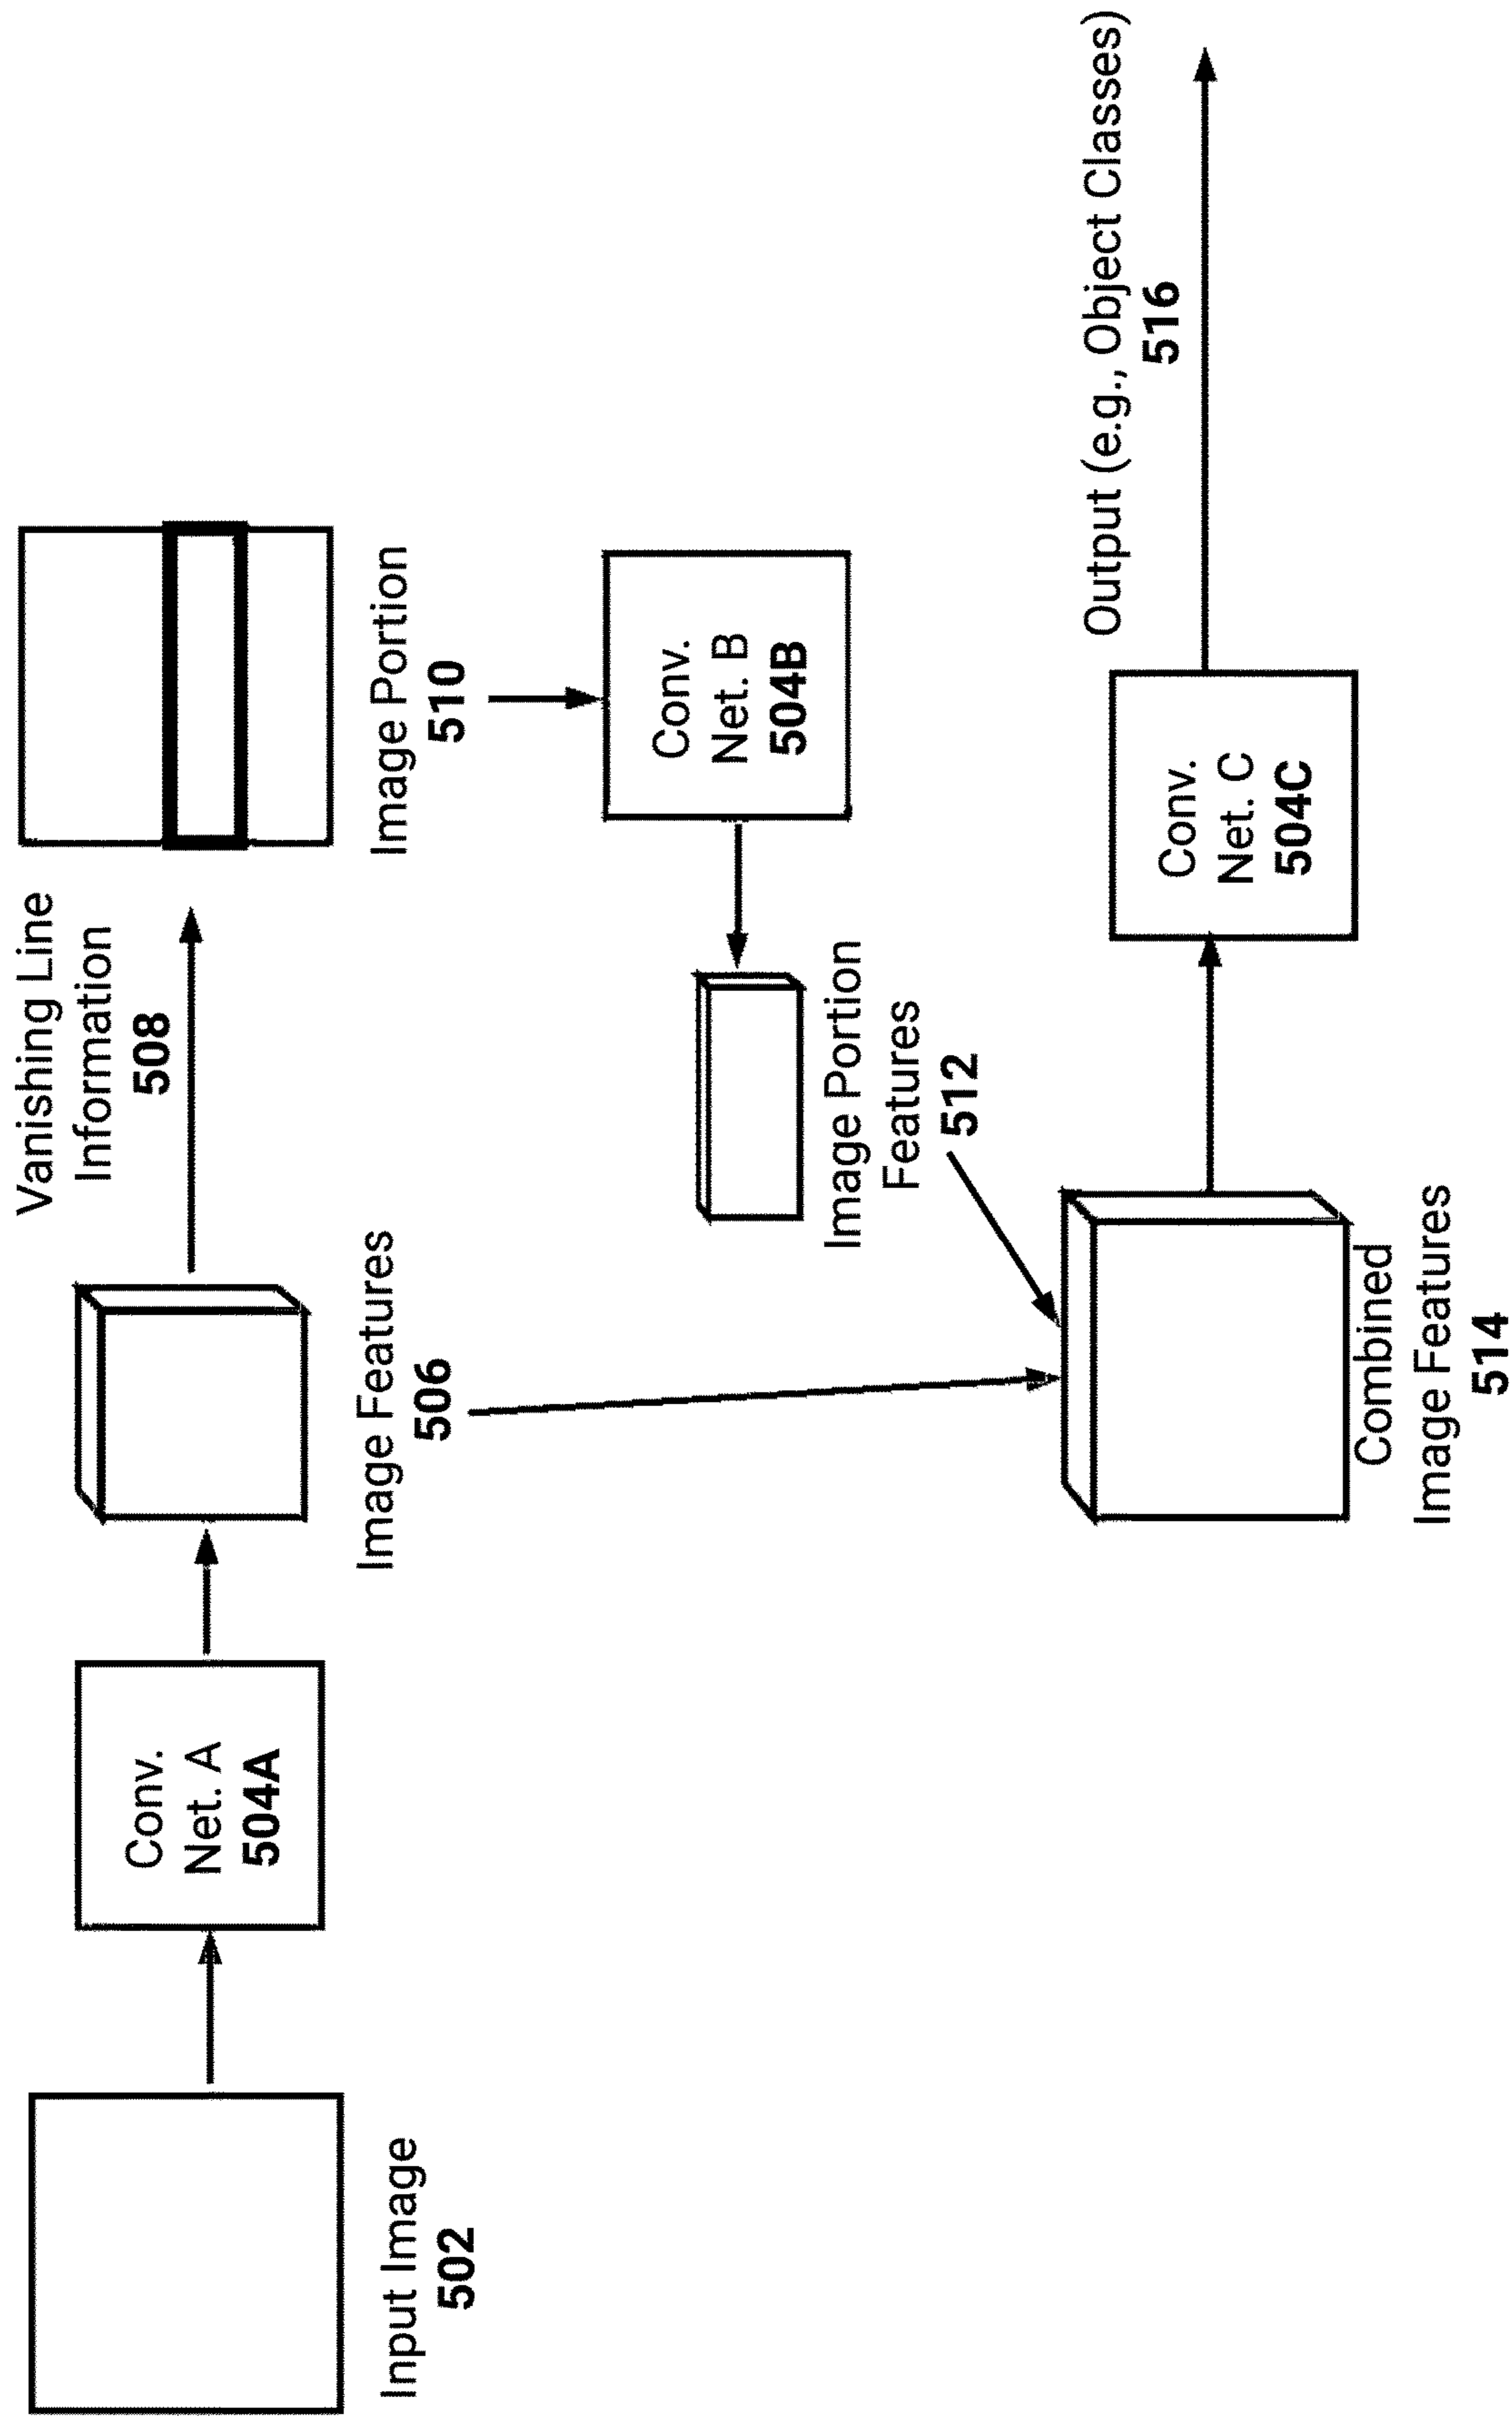 Input Image
502
Conv.
Net. A
504A
Image Features
506
Vanishing Line
Information
508
Image Portion
510
Conv.
Net. B
504B
Image Portion
Features
512
Combined
Image Features
514
Conv.
Net. C
504C
Output (e.g., Object Classes)
516